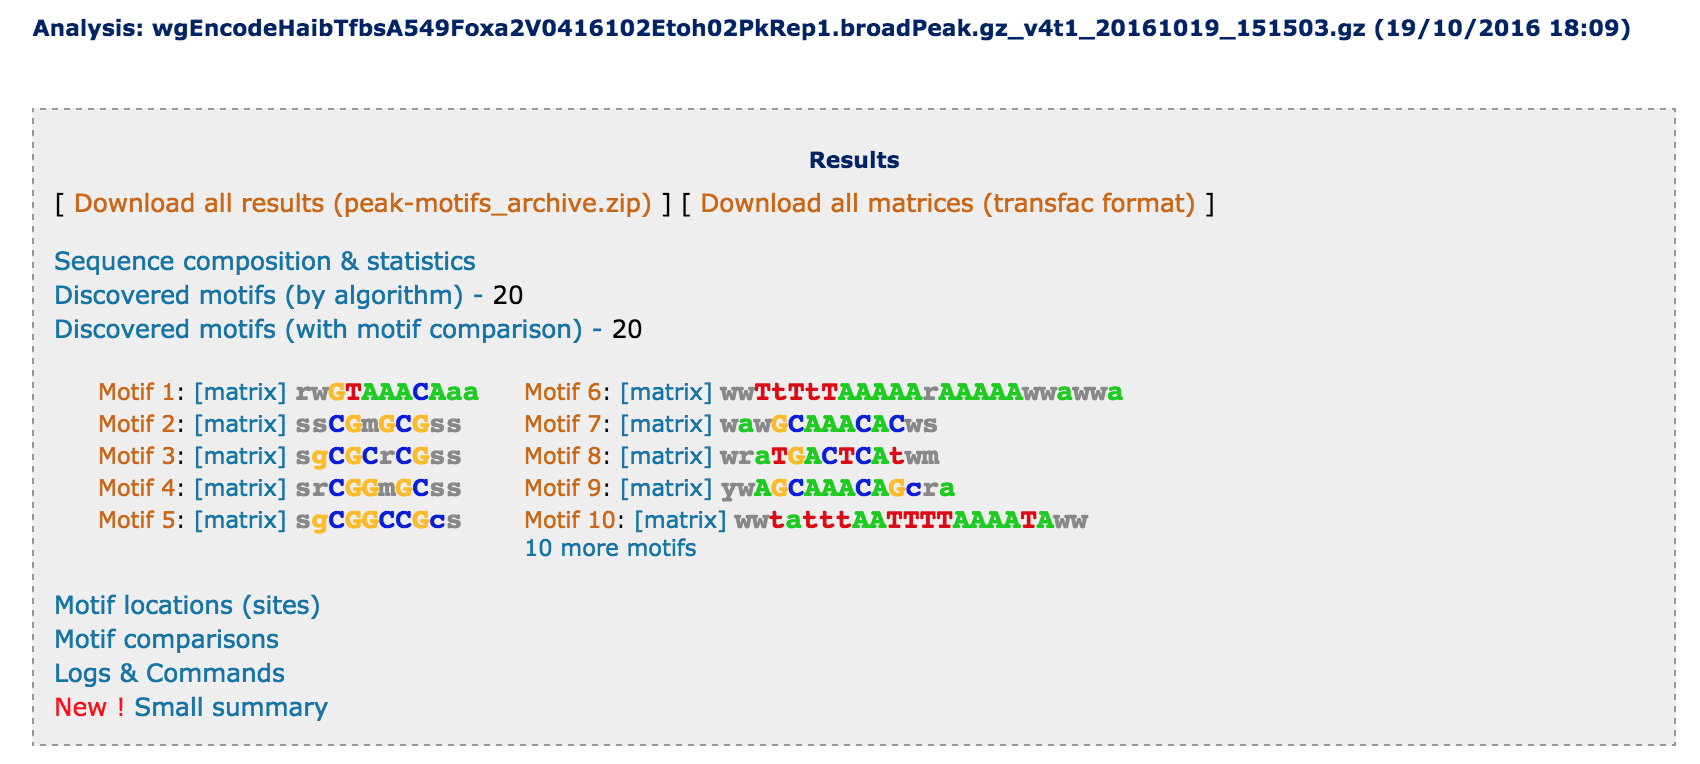 Analysis: wgEncodeHaibTfbsA549Foxa2V0416102Etoh02PkRep1.broadPeak.gz_v4t1_20161019_151503.gz (19/10/2016 18:09)
Results
[ Download all results (peak-motifs_archive.zip) ] [ Download all matrices (transfac format) ]
Sequence composition & statistics
Discovered motifs (by algorithm) - 20
Discovered motifs (with motif comparison) - 20
Motif 1: [matrix] rwGTAAACAaa
Motif 2: [matrix] ssCGmGCGss
Motif 3: [matrix] sgCGCrCGss
Motif 4: [matrix] srCGGmGCss
Motif 5: [matrix] sgCGGCCGcs
Motif 6: [matrix] wwTtTtTAAAAArAAAAAwwawwa
Motif 7: [matrix] wawGCAAACACws
Motif 8: [matrix] wraTGACTCAtwm
Motif 9: [matrix] ywAGCAAACAGcra
Motif 10: [matrix] wwtatttAATTTTAAAATAww
10 more motifs
Motif locations (sites)
Motif comparisons
Logs & Commands
New ! Small summary